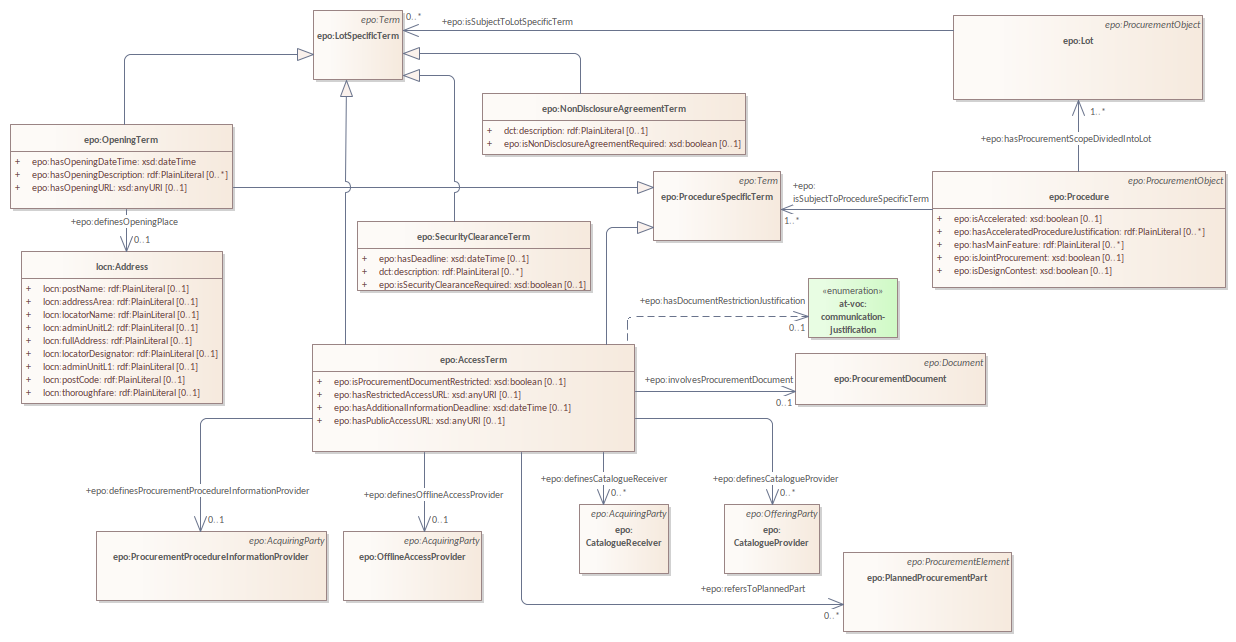 epo:Term
epo:LotSpecificTerm
0..*
+epo:isSubjectToLotSpecificTerm
epo:ProcurementObject
epo:Lot
epo:NonDisclosureAgreementTerm
+ dct:description: rdf:PlainLiteral [0..1]
+ epo:isNonDisclosureAgreementRequired: xsd:boolean [0..1]
1..*
+epo:hasProcurementScopeDividedIntoLot
epo:OpeningTerm
+ epo:hasOpeningDateTime: xsd:dateTime
+ epo:hasOpeningDescription: rdf:PlainLiteral [0..*]
+ epo:hasOpeningURL: xsd:anyURI [0..1]
epo:Term
epo:ProcedureSpecificTerm
+epo:
isSubjectToProcedureSpecificTerm
1..*
epo:ProcurementObject
epo:Procedure
+ epo:isAccelerated: xsd:boolean [0..1]
+ epo:hasAcceleratedProcedureJustification: rdf:PlainLiteral [0..*]
+ epo:hasMainFeature: rdf:PlainLiteral [0..*]
+ epo:isJointProcurement: xsd:boolean [0..1]
+ epo:isDesignContest: xsd:boolean [0..1]
+epo:definesOpeningPlace
0..1
epo:SecurityClearanceTerm
+ epo:hasDeadline: xsd:dateTime [0..1]
+ dct:description: rdf:PlainLiteral [0..*]
+ epo:isSecurityClearanceRequired: xsd:boolean [0..1]
locn:Address
+ locn:postName: rdf:PlainLiteral [0..1]
+ locn:addressArea: rdf:PlainLiteral [0..1]
+ locn:locatorName: rdf:PlainLiteral [0..1]
+ locn:adminUnitL2: rdf:PlainLiteral [0..1]
+ locn:fullAddress: rdf:PlainLiteral [0..1]
+ locn:locatorDesignator: rdf:PlainLiteral [0..1]
+ locn:adminUnitL1: rdf:PlainLiteral [0..1]
+ locn:postCode: rdf:PlainLiteral [0..1]
+ locn:thoroughfare: rdf:PlainLiteral [0..1]
+epo:hasDocumentRestrictionJustification
0..1
«enumeration»
at-voc:
communication-
justification
epo:AccessTerm
+ epo:isProcurementDocumentRestricted: xsd:boolean [0..1]
+ epo:hasRestrictedAccessURL: xsd:anyURI [0..1]
+ epo:hasAdditionalInformationDeadline: xsd:dateTime [0..1]
+ epo:hasPublicAccessURL: xsd:anyURI [0..1]
+epo:involvesProcurementDocument
0..1
epo:Document
epo:ProcurementDocument
+epo:definesProcurementProcedureInformationProvider
0..1
+epo:definesOfflineAccessProvider
0..1
+epo:definesCatalogueReceiver
0..*
+epo:definesCatalogueProvider
0..*
epo:AcquiringParty
epo:ProcurementProcedureInformationProvider
epo:AcquiringParty
epo:OfflineAccessProvider
epo:AcquiringParty
epo:
CatalogueReceiver
epo:OfferingParty
epo:
CatalogueProvider
+epo:refersToPlannedPart
0..*
epo:ProcurementElement
epo:PlannedProcurementPart